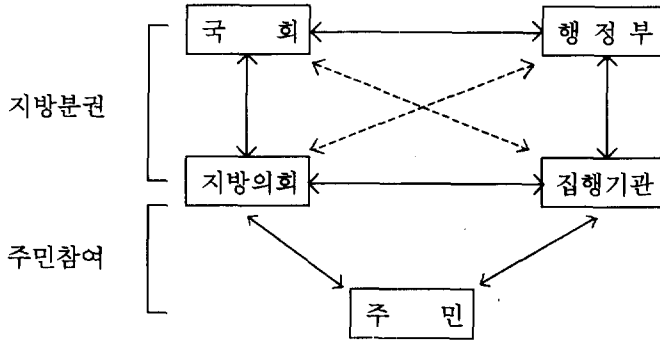 국 회
행 정 부
지방분권
지방의회
집행기관
주민참여
주 민